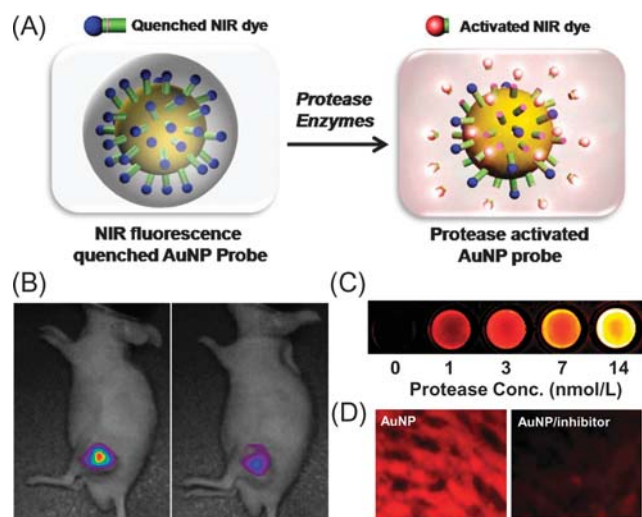 (A)
Quenched NIR dye
Activated NIR dye
Protease
Enzymes
NIR fluorescence
quenched AuNP Probe
Protease activated
AuNP probe
(B)
(C)
0 1 3 7 14
Protease Conc. (nmol/L)
(D)
AuNP
AuNP/inhibitor